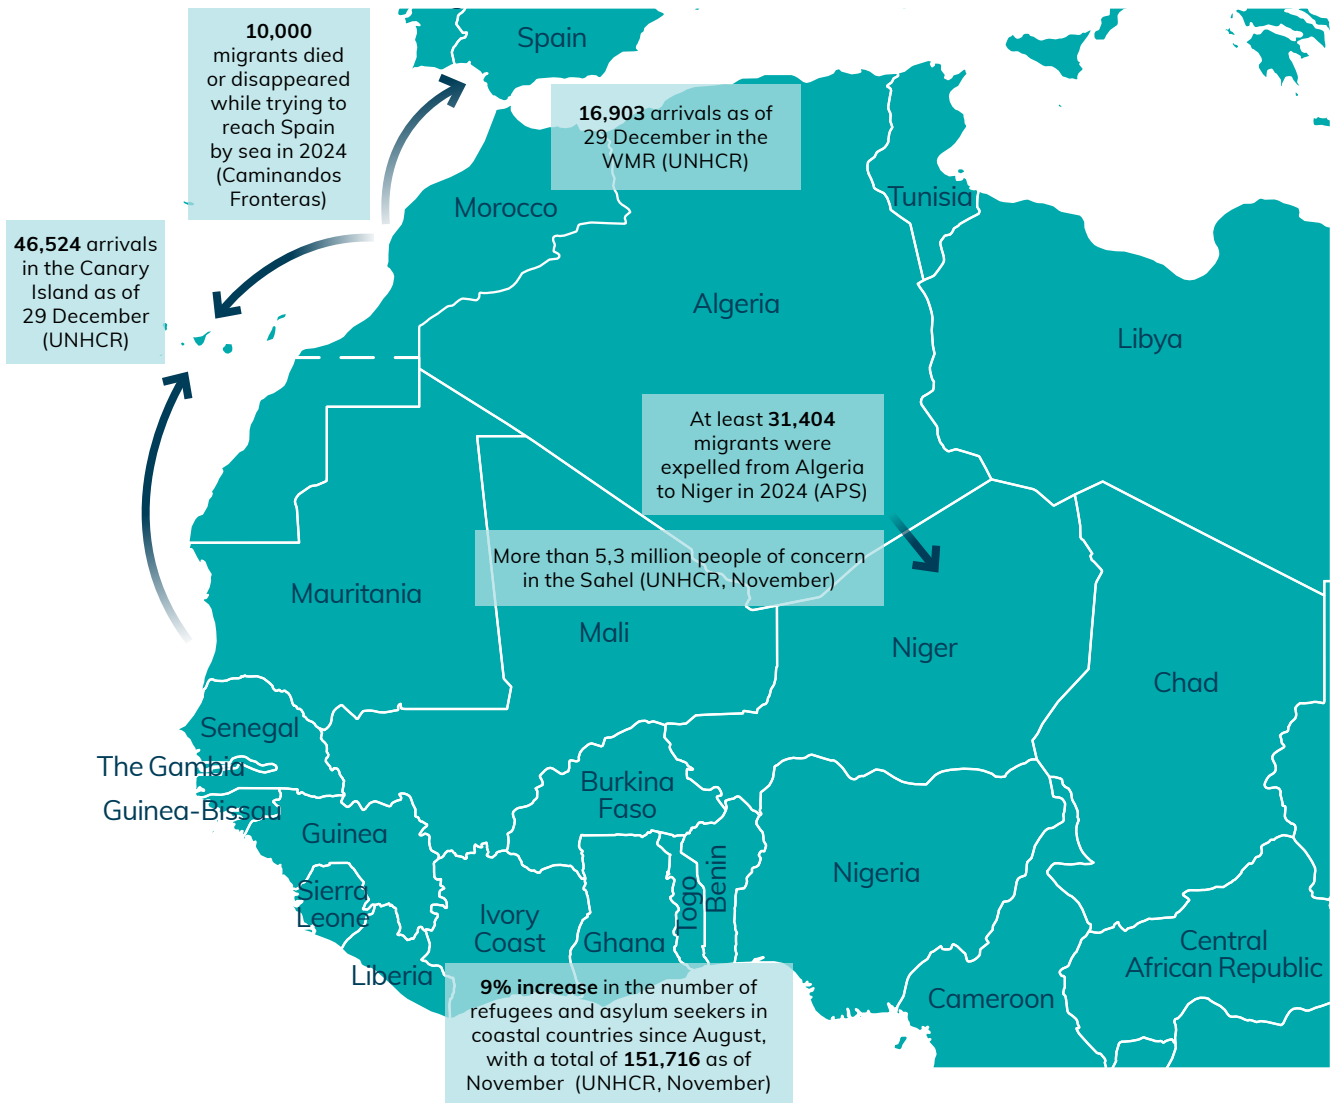 10,000
migrants died
or disappeared
while trying to
reach Spain
by sea in 2024
(Caminandos
Fronteras)
Spain
16,903 arrivals as of
29 December in the
WMR (UNHCR)
Tunisia
Morocco
46,524 arrivals
in the Canary
Island as of
29 December
(UNHCR)
Algeria
Libya
At least 31,404
migrants were
expelled from Algeria
to Niger in 2024 (APS)
More than 5,3 million people of concern
in the Sahel (UNHCR, November)
Mauritania
Mali
Niger
Chad
Senegal
The Gambia
Guinea-Bissau
Burkina
Faso
Guinea
Sierra
Leone
Liberia
Ivory
Coast
Ghana
Togo
Benin
Nigeria
Cameroon
Central
African Republic
9% increase in the number of
refugees and asylum seekers in
coastal countries since August,
with a total of 151,716 as of
November (UNHCR, November)